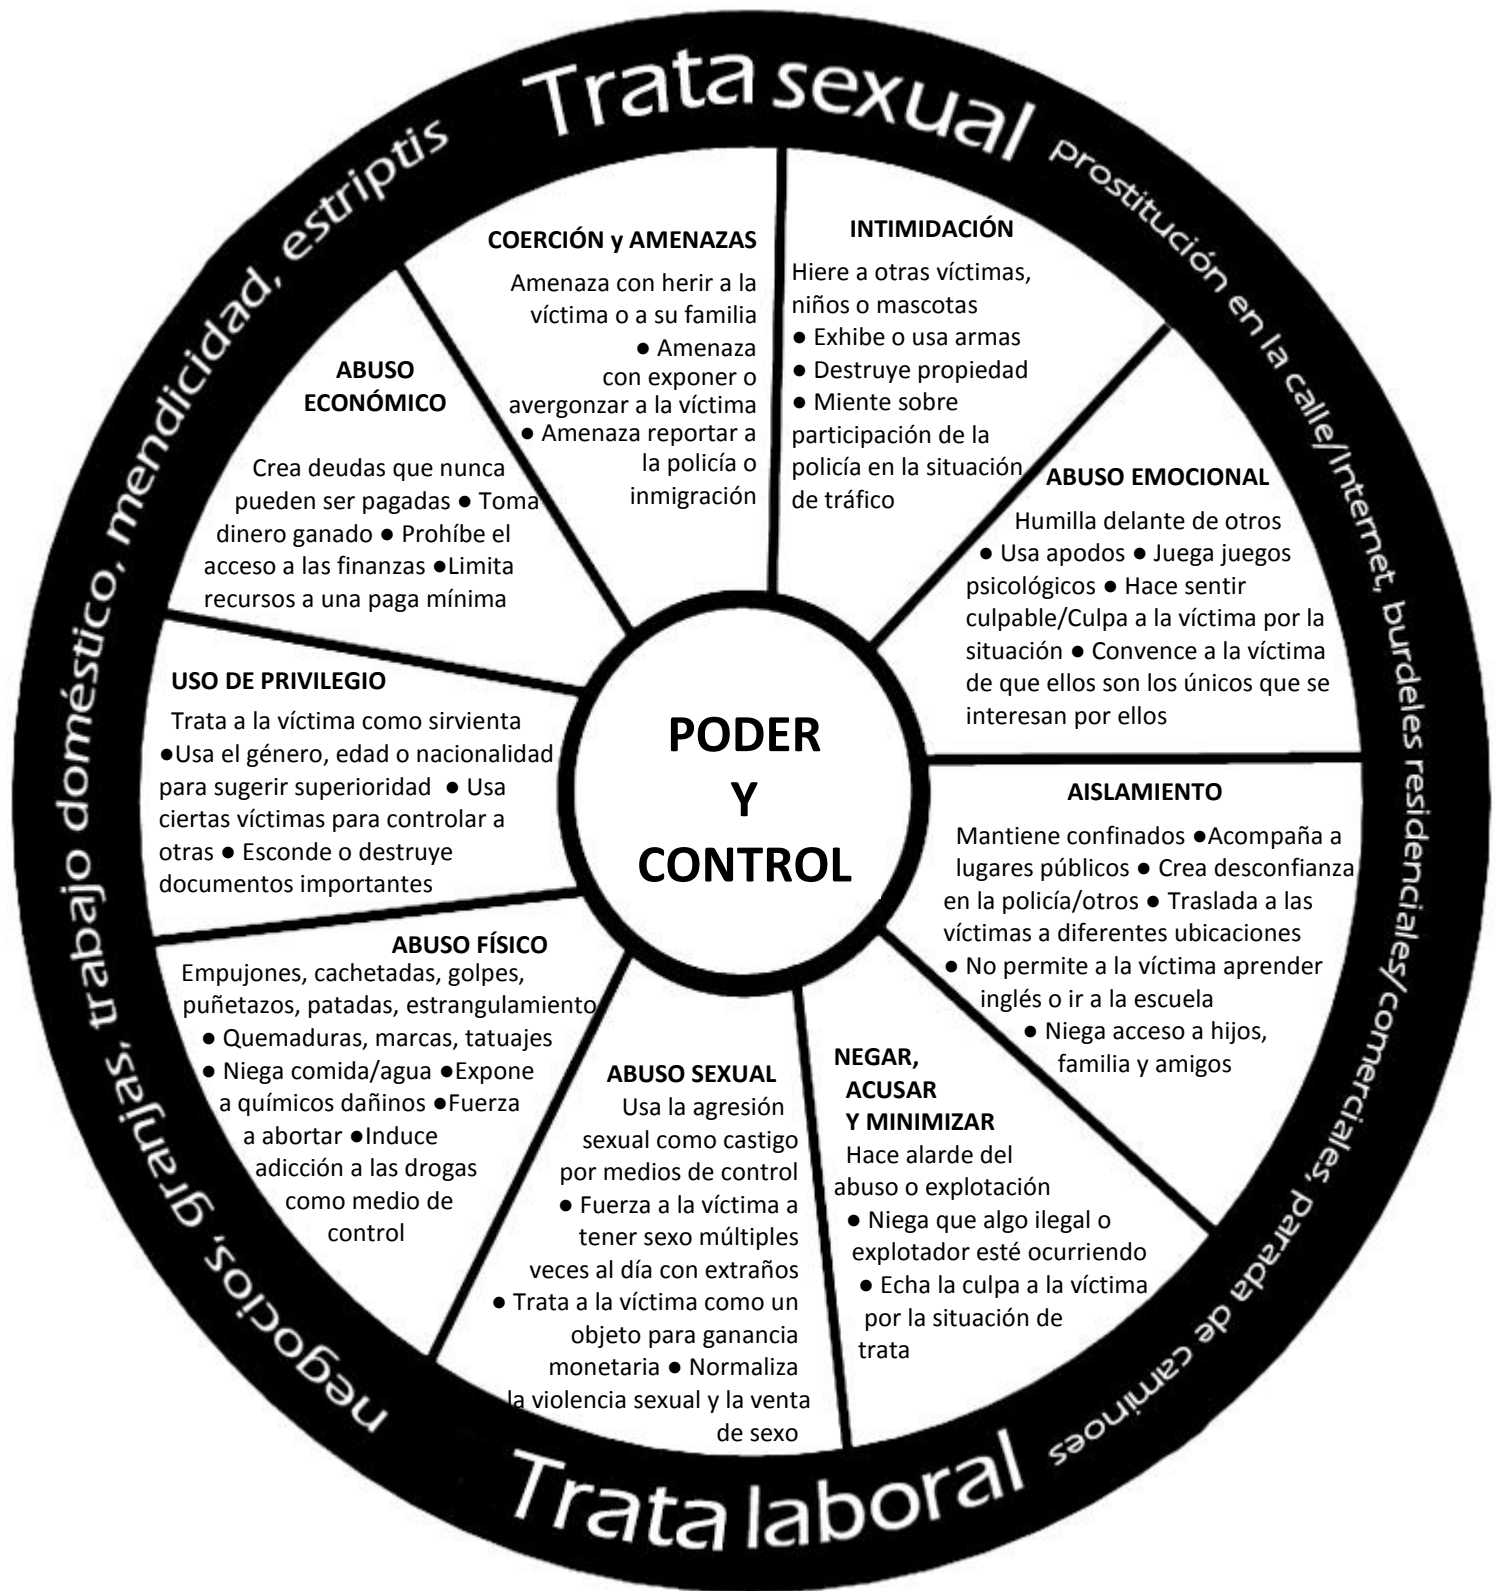 Trata sexual
prostitución en la calle/Internet, burdeles residenciales/comerciales, parada de caminoes
COERCIÓN y AMENAZAS
Amenaza con herir a la
víctima o a su familia
● Amenaza
con exponer o
avergonzar a la víctima
● Amenaza reportar a
la policía o
inmigración
INTIMIDACIÓN
Hiere a otras víctimas,
niños o mascotas
● Exhibe o usa armas
● Destruye propiedad
● Miente sobre
participación de la
policía en la situación
de tráfico
ABUSO EMOCIONAL
Humilla delante de otros
● Usa apodos ● Juega juegos
psicológicos ● Hace sentir
culpable/Culpa a la víctima por la
situación ● Convence a la víctima
de que ellos son los únicos que se
interesan por ellos
AISLAMIENTO
Mantiene confinados ●Acompaña a
lugares públicos ● Crea desconfianza
en la policía/otros ● Traslada a las
víctimas a diferentes ubicaciones
● No permite a la víctima aprender
inglés o ir a la escuela
● Niega acceso a hijos,
familia y amigos
NEGAR,
ACUSAR
Y MINIMIZAR
Hace alarde del
abuso o explotación
● Niega que algo ilegal o
explotador esté ocurriendo
● Echa la culpa a la víctima
por la situación de
trata
ABUSO SEXUAL
Usa la agresión
sexual como castigo
por medios de control
● Fuerza a la víctima a
tener sexo múltiples
veces al día con extraños
● Trata a la víctima como un
objeto para ganancia
monetaria ● Normaliza
la violencia sexual y la venta
de sexo
ABUSO FÍSICO
Empujones, cachetadas, golpes,
puñetazos, patadas, estrangulamiento
● Quemaduras, marcas, tatuajes
● Niega comida/agua ●Expone
a químicos dañinos ●Fuerza
a abortar ●Induce
adicción a las drogas
como medio de
control
USO DE PRIVILEGIO
Trata a la víctima como sirvienta
●Usa el género, edad o nacionalidad
para sugerir superioridad ● Usa
ciertas víctimas para controlar a
otras ● Esconde o destruye
documentos importantes
ABUSO
ECONÓMICO
Crea deudas que nunca
pueden ser pagadas ● Toma
dinero ganado ● Prohíbe el
acceso a las finanzas ●Limita
recursos a una paga mínima
PODER
Y
CONTROL
Trata laboral
negocios, granjas, trabajo doméstico, mendicidad, estriptis